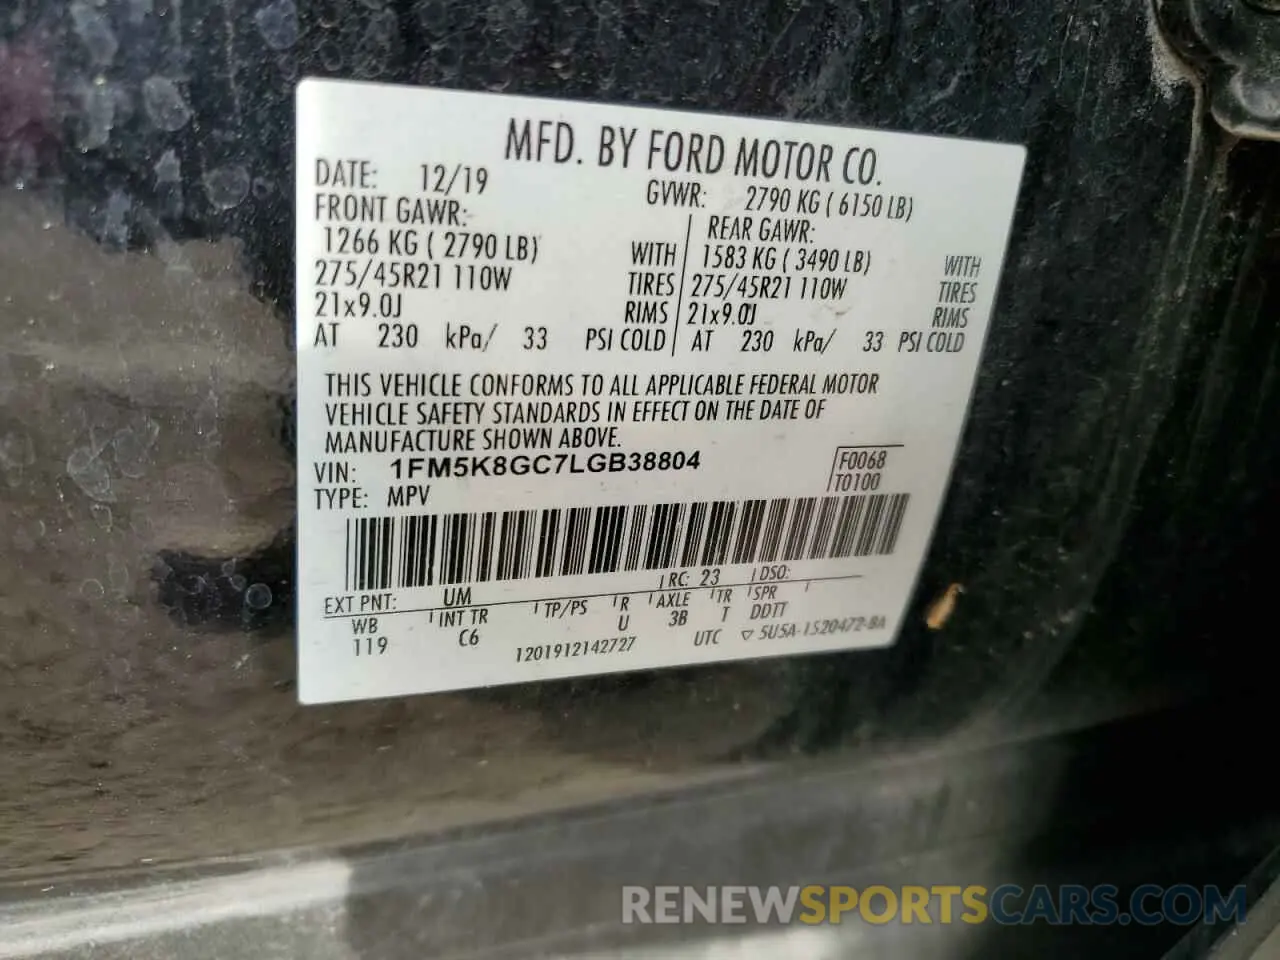 MFD. BY FORD MOTOR CO.
DATE: 12/19 GVWR: 2790 KG ( 6150 LB)
FRONT GAWR: REAR GAWR:
1266 KG ( 2790 LB) WITH 1583 KG ( 3490 LB) WITH
275/45R21 110W TIRES 275/45R21 110W TIRES
21x9.0J RIMS 21x9.0J RIMS
AT 230 kPa/ 33 PSI COLD AT 230 kPa/ 33 PSI COLD
THIS VEHICLE CONFORMS TO ALL APPLICABLE FEDERAL MOTOR
VEHICLE SAFETY STANDARDS IN EFFECT ON THE DATE OF
MANUFACTURE SHOWN ABOVE.
VIN: 1FM5K8GC7LGB38804 F0068
TYPE: MPV T0100
EXT PNT: UM RC: 23 DSO:
WB INT TR TP/PS R AXLE TR SPR
119 C6 U 3B T DDTT
1201912142727 UTC ▽ 5U5A-1520472-BA
RENEWSPORTSCARS.COM